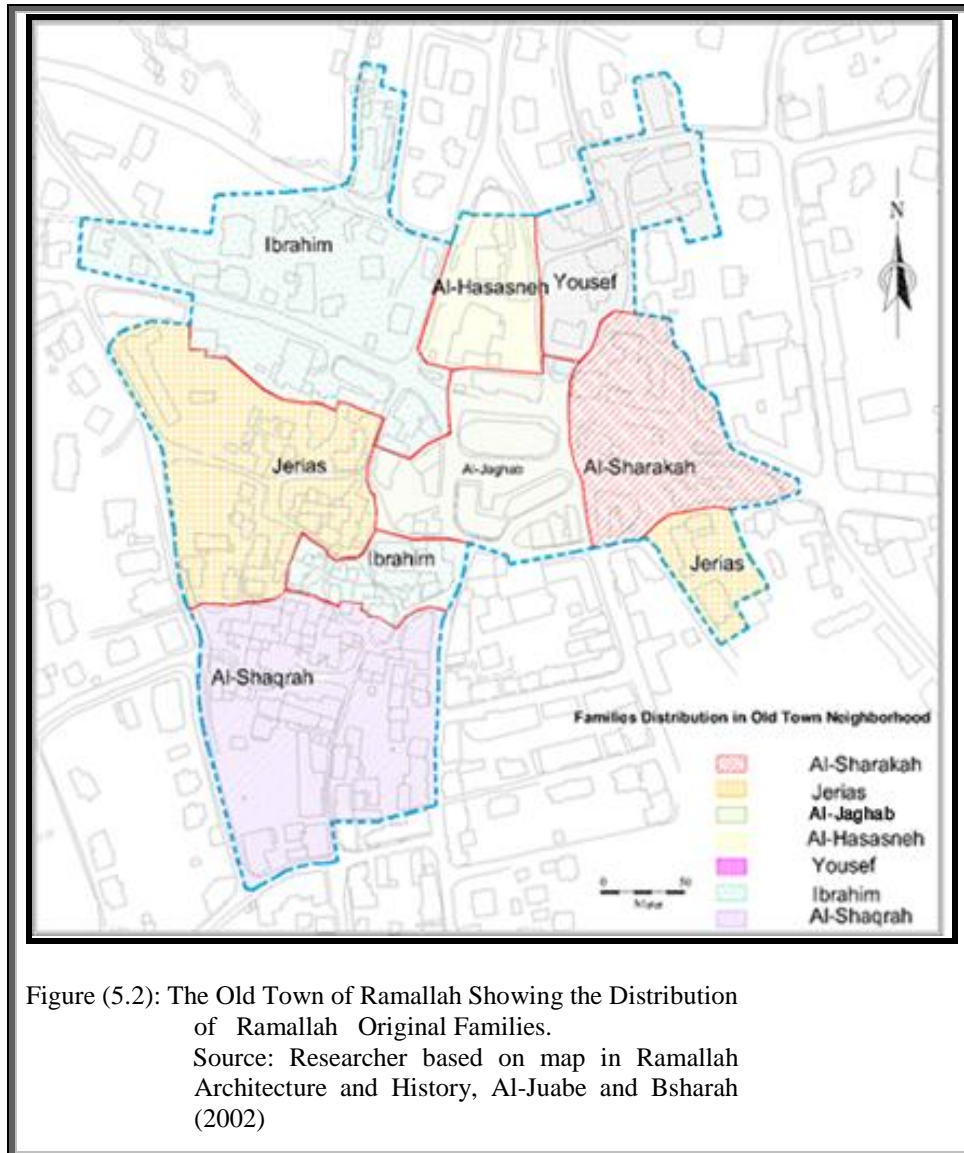 Ibrahim
N
Al-Hasasneh
Yousef
Jerias
Al-Jaghab
Al-Sharakah
Ibrahim
Jerias
Al-Shaqrah
Families Distribution in Old Town Neighborhood
Al-Sharakah
Jerias
Al-Jaghab
Al-Hasasneh
Yousef
Ibrahim
Al-Shaqrah
0 50
Meter
Figure (5.2): The Old Town of Ramallah Showing the Distribution
of Ramallah Original Families.
Source: Researcher based on map in Ramallah
Architecture and History, Al-Juabe and Bsharah
(2002)